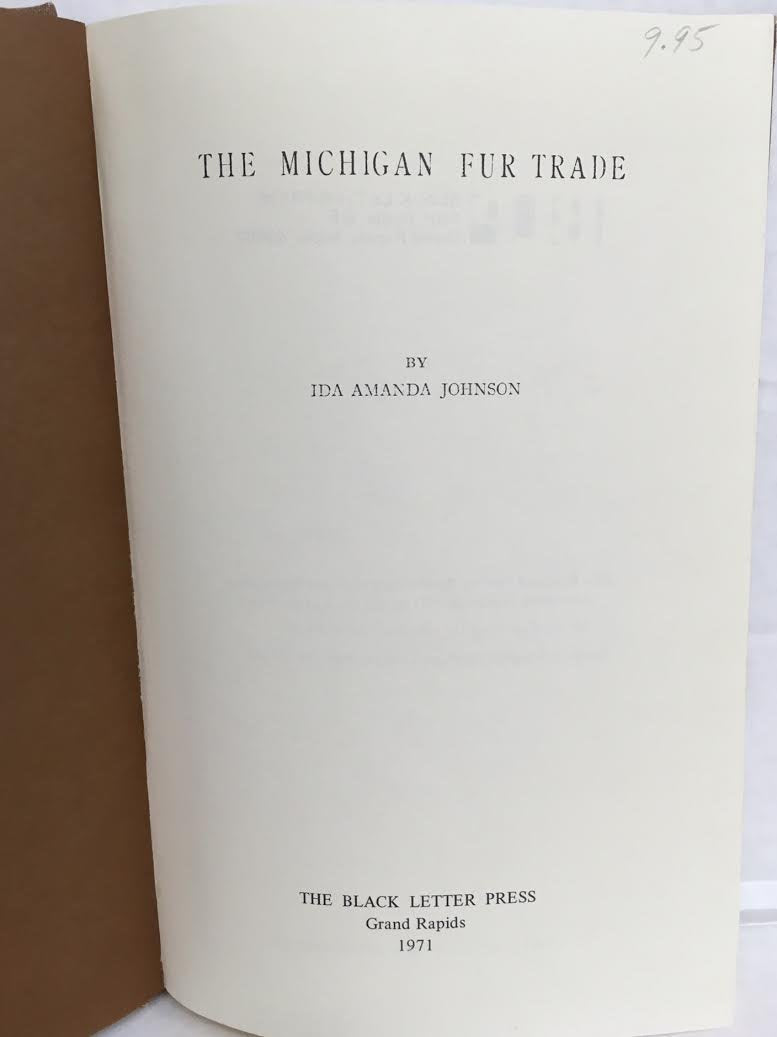 9.95
THE MICHIGAN FUR TRADE
BY
IDA AMANDA JOHNSON
THE BLACK LETTER PRESS
Grand Rapids
1971